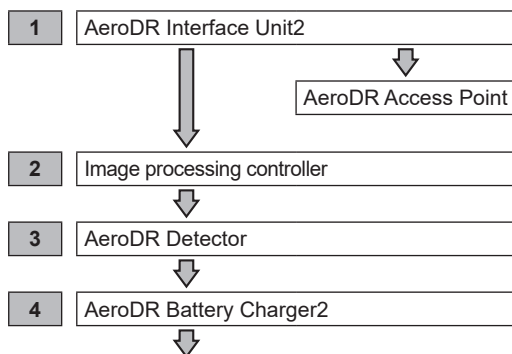 1 AeroDR Interface Unit2
AeroDR Access Point
2 Image processing controller
3 AeroDR Detector
4 AeroDR Battery Charger2